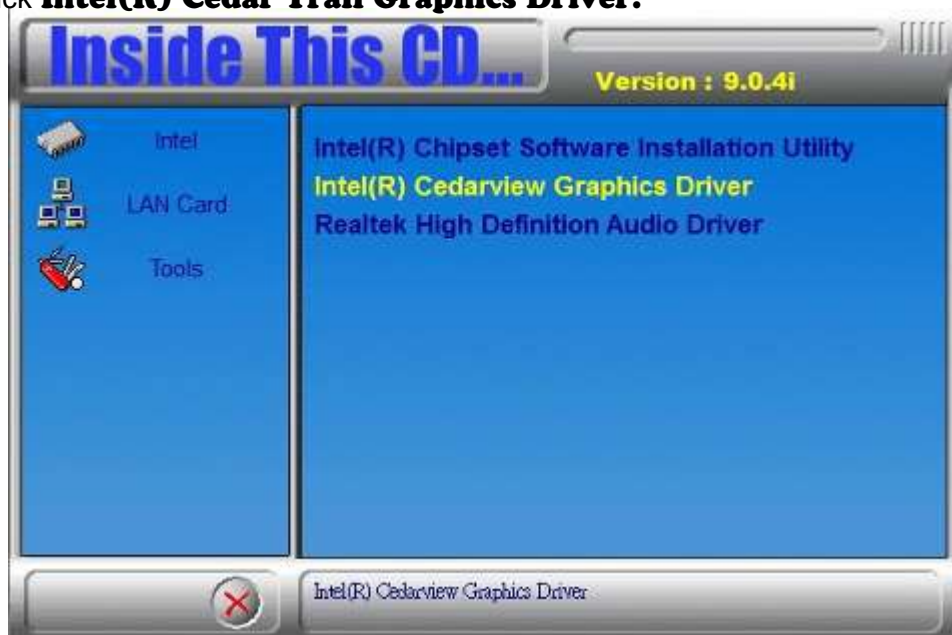 ck Intel(R) Cedar Trail Graphics Driver.
Inside This CD...
Version : 9.0.4i
Intel
LAN Card
Tools
Intel(R) Chipset Software Installation Utility
Intel(R) Cedarview Graphics Driver
Realtek High Definition Audio Driver
Intel(R) Cedarview Graphics Driver